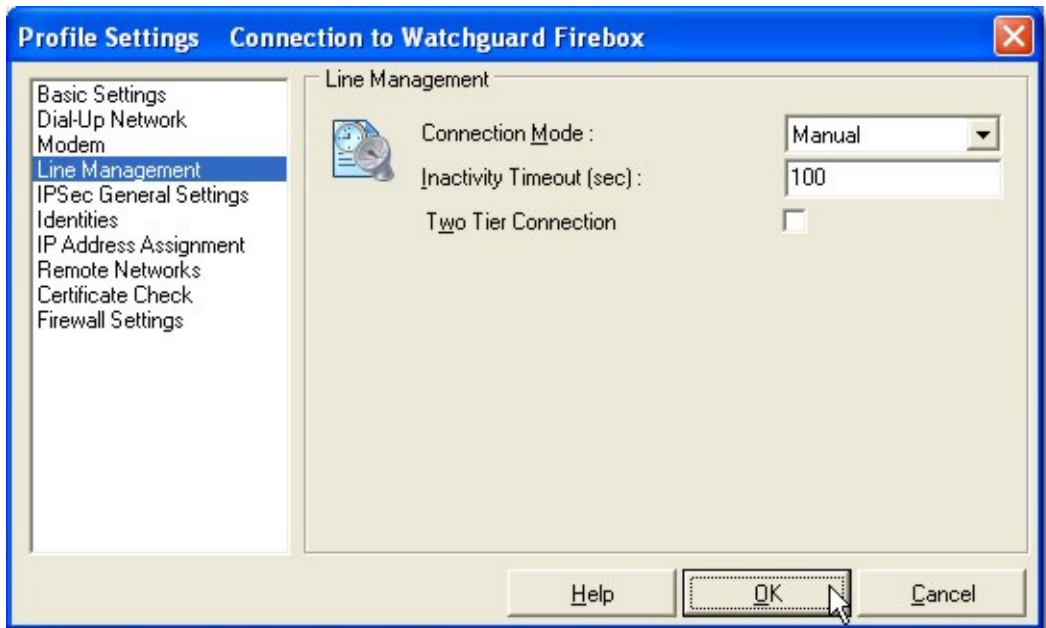 Profile Settings Connection to Watchguard Firebox
Basic Settings
Dial-Up Network
Modem
Line Management
IPSec General Settings
Identities
IP Address Assignment
Remote Networks
Certificate Check
Firewall Settings
Line Management
Connection Mode : Manual
Inactivity Timeout (sec) : 100
Two Tier Connection
Help OK Cancel